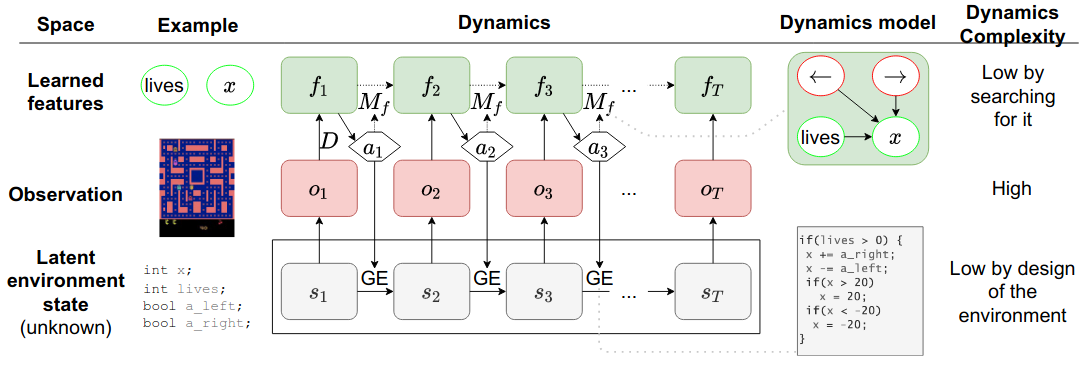 Space Example Dynamics Dynamics model Dynamics Complexity
Learned features
lives x
f_1 f_2 f_3 ... f_T
M_f M_f M_f
D a_1 a_2 a_3
← →
lives x
Low by searching for it
Observation
o_1 o_2 o_3 ... o_T
High
Latent environment state (unknown)
int x;
int lives;
bool a_left;
bool a_right;
GE GE GE
s_1 s_2 s_3 ... s_T
if(lives > 0) {
x += a_right;
x -= a_left;
if(x > 20)
x = 20;
if(x < -20)
x = -20;
}
Low by design of the environment